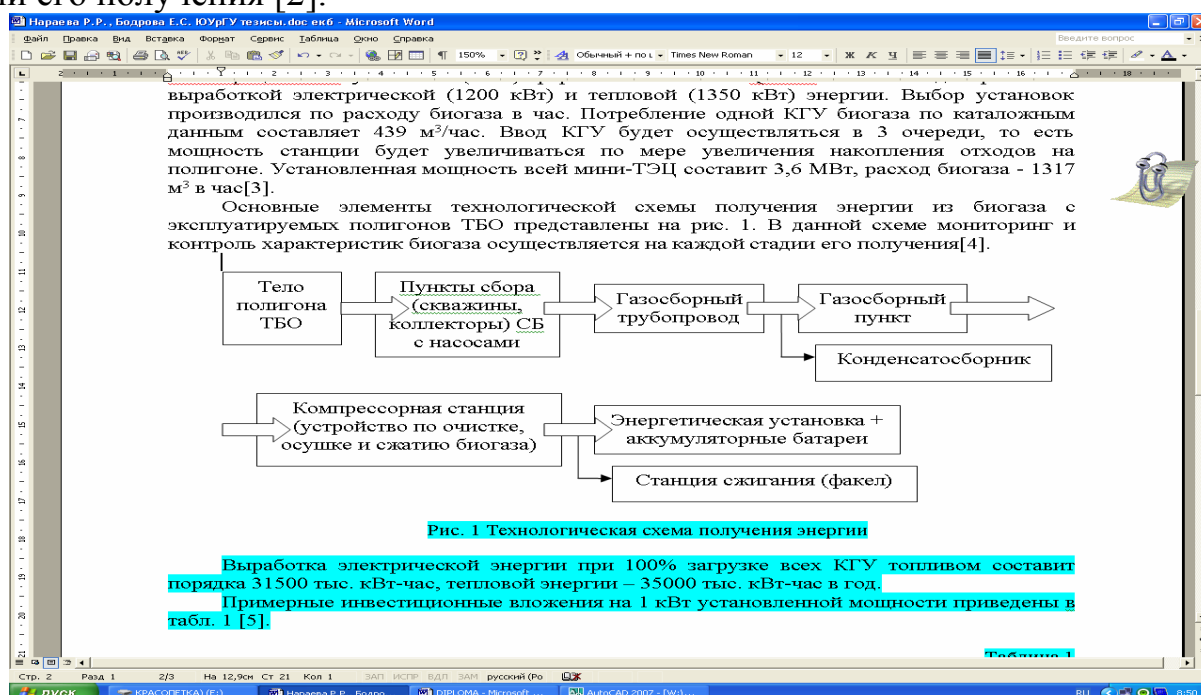 и его получения [2].
Нараева Р.Р. , Бодрова Е.С. ЮУрГУ тезисы.doc екб - Microsoft Word
Файл Правка Вид Вставка Формат Сервис Таблица Окно Справка
Введите вопрос
150% Обычный + по ц Times New Roman 12 Ж К Ч
выработкой электрической (1200 кВт) и тепловой (1350 кВт) энергии. Выбор установок
производился по расходу биогаза в час. Потребление одной КГУ биогаза по каталожным
данным составляет 439 м³/час. Ввод КГУ будет осуществляться в 3 очереди, то есть
мощность станции будет увеличиваться по мере увеличения накопления отходов на
полигоне. Установленная мощность всей мини-ТЭЦ составит 3,6 МВт, расход биогаза - 1317
м³ в час[3].
Основные элементы технологической схемы получения энергии из биогаза с
эксплуатируемых полигонов ТБО представлены на рис. 1. В данной схеме мониторинг и
контроль характеристик биогаза осуществляется на каждой стадии его получения[4].
Тело
полигона
ТБО
Пункты сбора
(скважины,
коллекторы) СБ
с насосами
Газосборный
трубопровод
Газосборный
пункт
Конденсатосборник
Компрессорная станция
(устройство по очистке,
осушке и сжатию биогаза)
Энергетическая установка +
аккумуляторные батареи
Станция сжигания (факел)
Рис. 1 Технологическая схема получения энергии
Выработка электрической энергии при 100% загрузке всех КГУ топливом составит
порядка 31500 тыс. кВт-час, тепловой энергии – 35000 тыс. кВт-час в год.
Примерные инвестиционные вложения на 1 кВт установленной мощности приведены в
табл. 1 [5].
Таблица 1
Стр. 2 Разд 1 2/3 На 12,9см Ст 21 Кол 1 ЗАП ИСПР ВДЛ ЗАМ русский (Ро
пуск КРАСОПЕТКА) (E:) Нараева Р.Р., Бодро... DIPLOMA - Microsoft ... AutoCAD 2007 - [W:\... RU 8:50